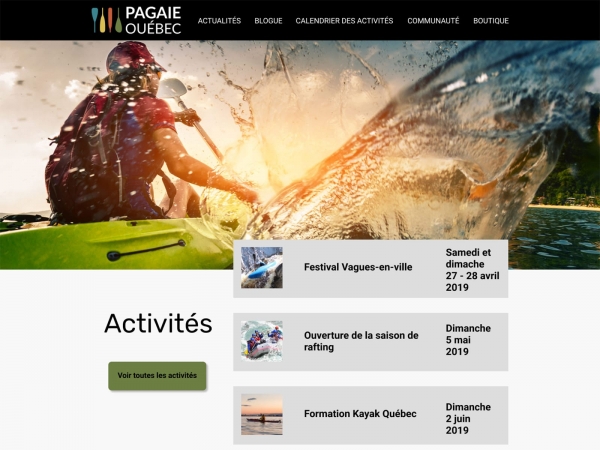 PAGAIE
QUÉBEC
ACTUALITÉS BLOGUE CALENDRIER DES ACTIVITÉS COMMUNAUTÉ BOUTIQUE
Activités
Voir toutes les activités
Festival Vagues-en-ville
Samedi et
dimache
27 - 28 avril
2019
Ouverture de la saison de
rafting
Dimanche
5 mai
2019
Formation Kayak Québec
Dimanche
2 juin
2019